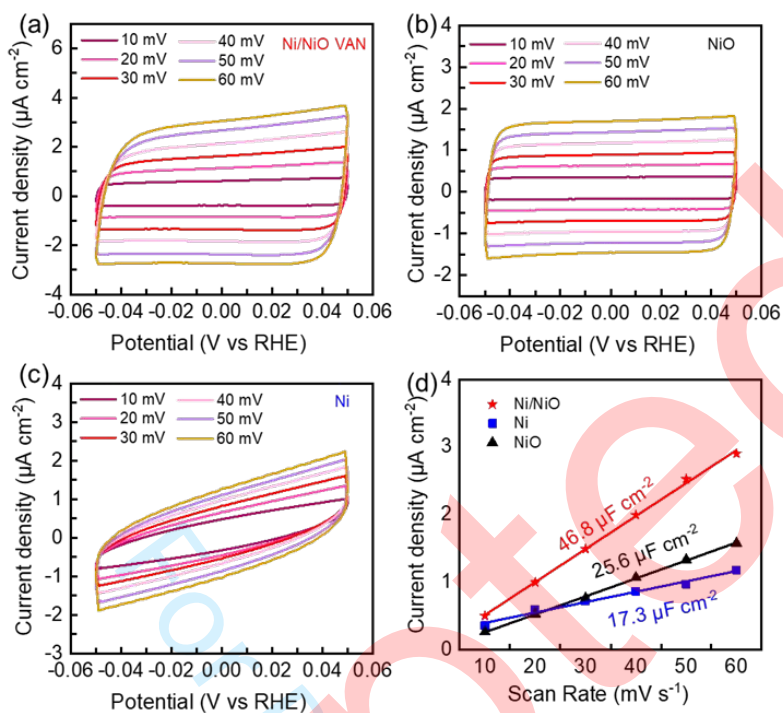 (a)
Ni/NiO VAN
10 mV 40 mV
20 mV 50 mV
30 mV 60 mV
Current density (µA cm⁻²)
6
4
2
0
-2
-4
-0.06 -0.04 -0.02 0.00 0.02 0.04 0.06
Potential (V vs RHE)
(b)
NiO
10 mV 40 mV
20 mV 50 mV
30 mV 60 mV
Current density (µA cm⁻²)
4
3
2
1
0
-1
-2
-0.06 -0.04 -0.02 0.00 0.02 0.04 0.06
Potential (V vs RHE)
(c)
Ni
10 mV 40 mV
20 mV 50 mV
30 mV 60 mV
Current density (µA cm⁻²)
4
3
2
1
0
-1
-2
-3
-0.06 -0.04 -0.02 0.00 0.02 0.04 0.06
Potential (V vs RHE)
(d)
Ni/NiO
Ni
NiO
46.8 µF cm⁻²
25.6 µF cm⁻²
17.3 µF cm⁻²
Current density (µA cm⁻²)
4
3
2
1
0
10 20 30 40 50 60
Scan Rate (mV s⁻¹)